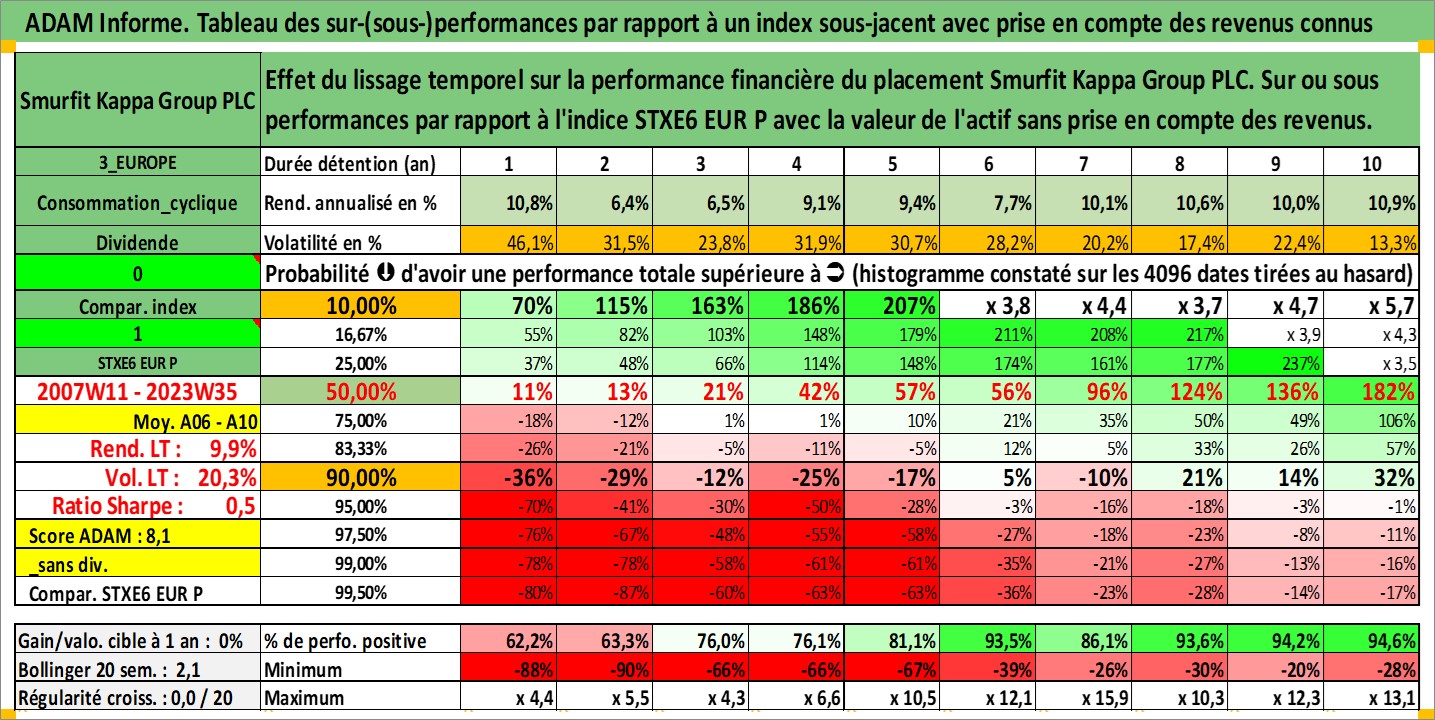 ADAM Informe. Tableau des sur-(sous-)performances par rapport à un index sous-jacent avec prise en compte des revenus connus
Smurfit Kappa Group PLC
Effet du lissage temporel sur la performance financière du placement Smurfit Kappa Group PLC. Sur ou sous
performances par rapport à l'indice STXE6 EUR P avec la valeur de l'actif sans prise en compte des revenus.
3_EUROPE Durée détention (an) 1 2 3 4 5 6 7 8 9 10
Consommation_cyclique Rend. annualisé en % 10,8% 6,4% 6,5% 9,1% 9,4% 7,7% 10,1% 10,6% 10,0% 10,9%
Dividende Volatilité en % 46,1% 31,5% 23,8% 31,9% 30,7% 28,2% 20,2% 17,4% 22,4% 13,3%
0 Probabilité ⬇ d'avoir une performance totale supérieure à ➲ (histogramme constaté sur les 4096 dates tirées au hasard)
Compar. index 10,00% 70% 115% 163% 186% 207% x 3,8 x 4,4 x 3,7 x 4,7 x 5,7
1 16,67% 55% 82% 103% 148% 179% 211% 208% 217% x 3,9 x 4,3
STXE6 EUR P 25,00% 37% 48% 66% 114% 148% 174% 161% 177% 237% x 3,5
2007W11 - 2023W35 50,00% 11% 13% 21% 42% 57% 56% 96% 124% 136% 182%
Moy. A06 - A10 75,00% -18% -12% 1% 1% 10% 21% 35% 50% 49% 106%
Rend. LT : 9,9% 83,33% -26% -21% -5% -11% -5% 12% 5% 33% 26% 57%
Vol. LT : 20,3% 90,00% -36% -29% -12% -25% -17% 5% -10% 21% 14% 32%
Ratio Sharpe : 0,5 95,00% -70% -41% -30% -50% -28% -3% -16% -18% -3% -1%
Score ADAM : 8,1 97,50% -76% -67% -48% -55% -58% -27% -18% -23% -8% -11%
_sans div. 99,00% -78% -78% -58% -61% -61% -35% -21% -27% -13% -16%
Compar. STXE6 EUR P 99,50% -80% -87% -60% -63% -63% -36% -23% -28% -14% -17%
Gain/valo. cible à 1 an : 0% % de perfo. positive 62,2% 63,3% 76,0% 76,1% 81,1% 93,5% 86,1% 93,6% 94,2% 94,6%
Bollinger 20 sem. : 2,1 Minimum -88% -90% -66% -66% -67% -39% -26% -30% -20% -28%
Régularité croiss. : 0,0 / 20 Maximum x 4,4 x 5,5 x 4,3 x 6,6 x 10,5 x 12,1 x 15,9 x 10,3 x 12,3 x 13,1